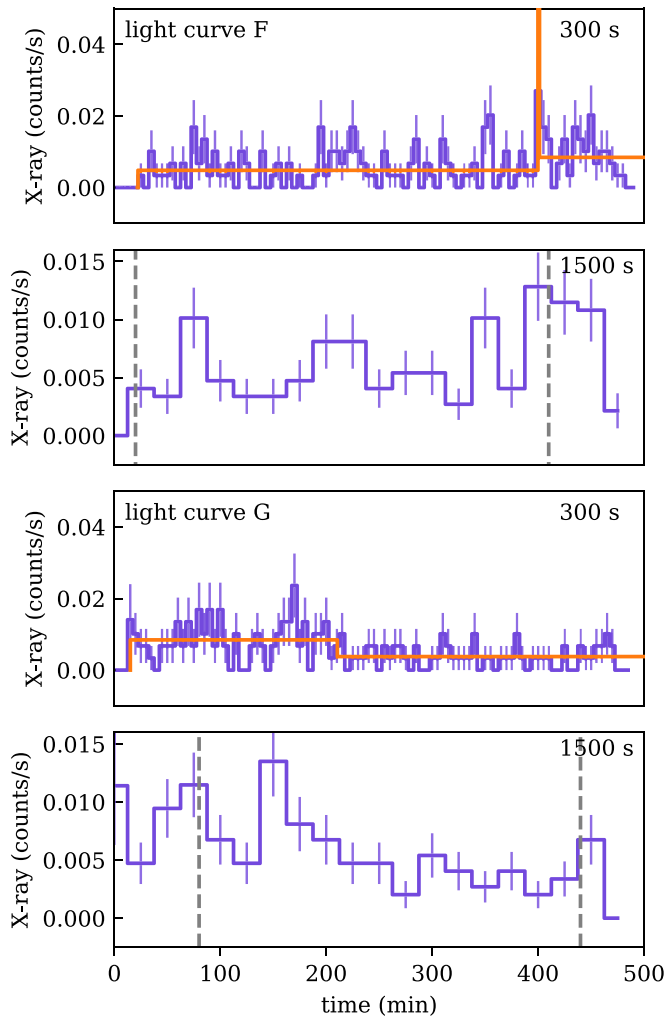 light curve F 300 s
X-ray (counts/s)
0.04
0.02
0.00
1500 s
X-ray (counts/s)
0.015
0.010
0.005
0.000
light curve G 300 s
X-ray (counts/s)
0.04
0.02
0.00
1500 s
X-ray (counts/s)
0.015
0.010
0.005
0.000
0 100 200 300 400 500
time (min)